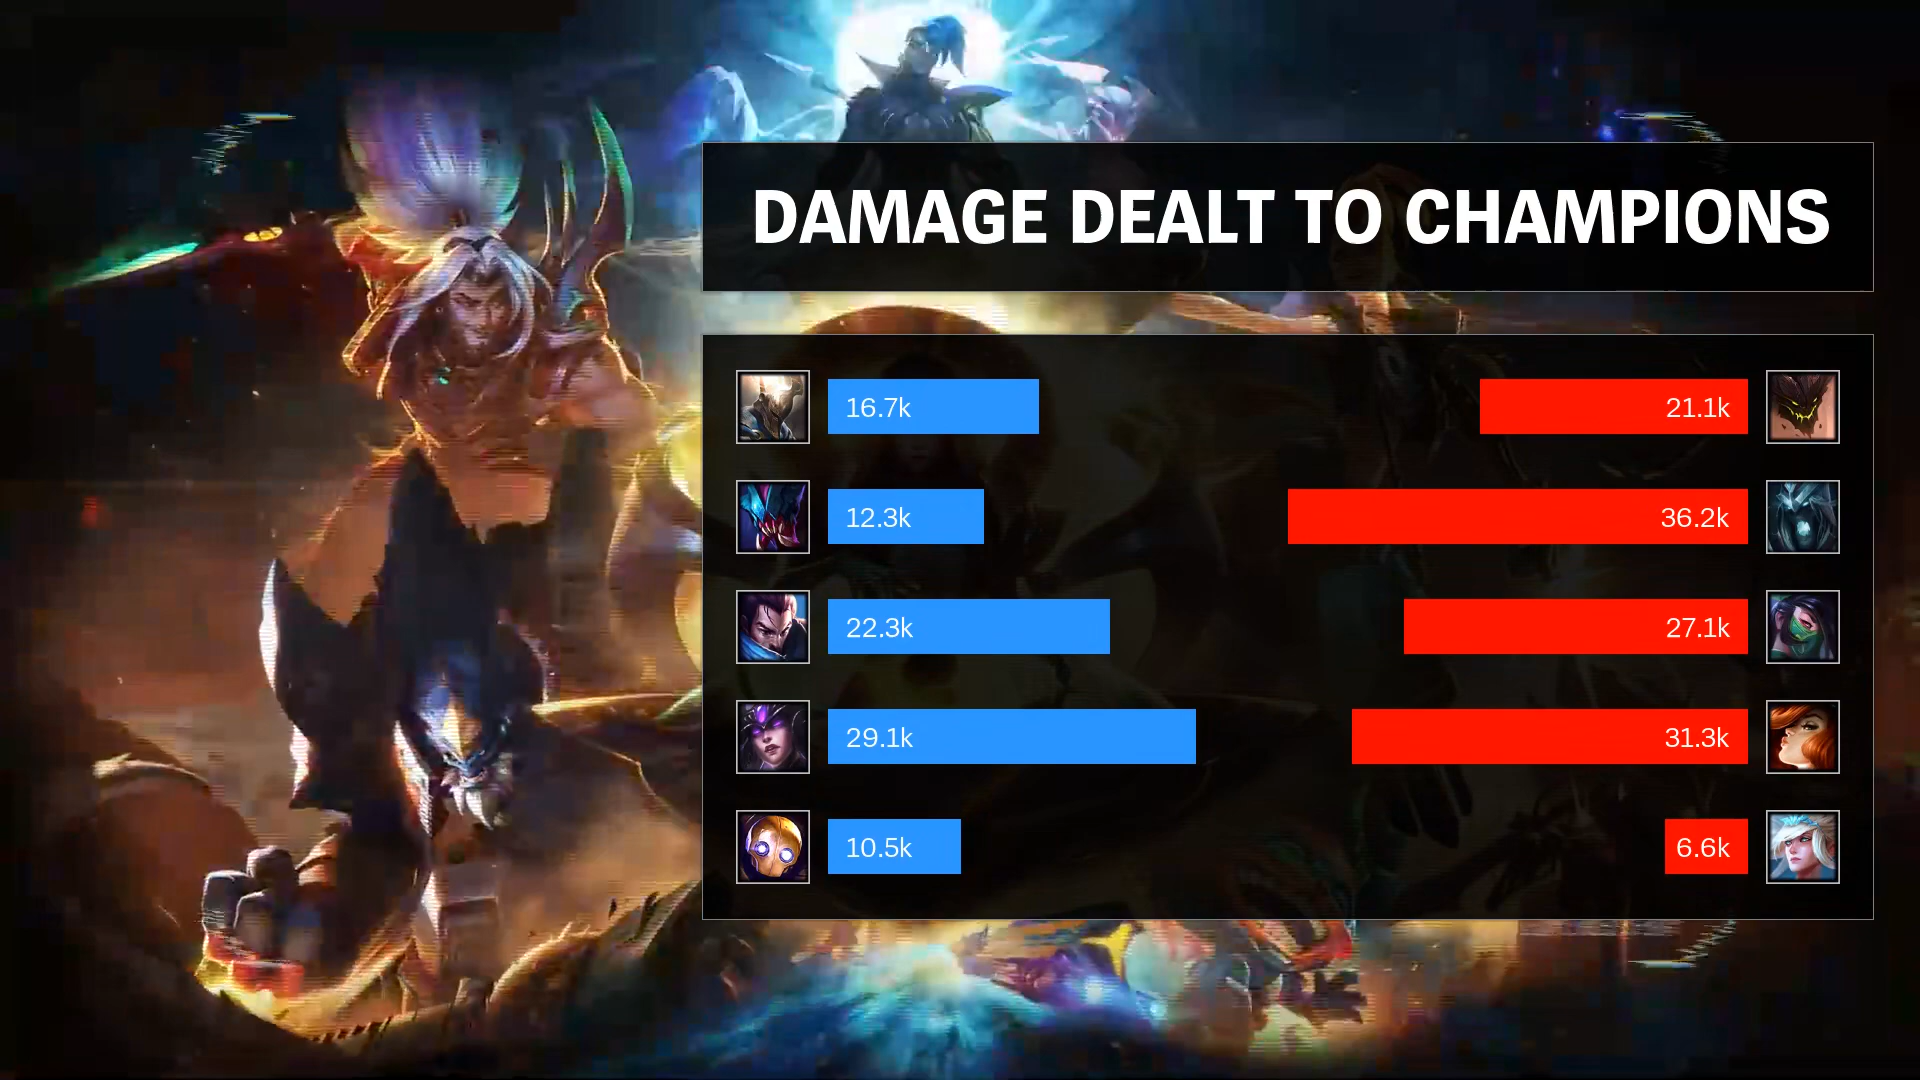 DAMAGE DEALT TO CHAMPIONS
16.7k 21.1k
12.3k 36.2k
22.3k 27.1k
29.1k 31.3k
10.5k 6.6k